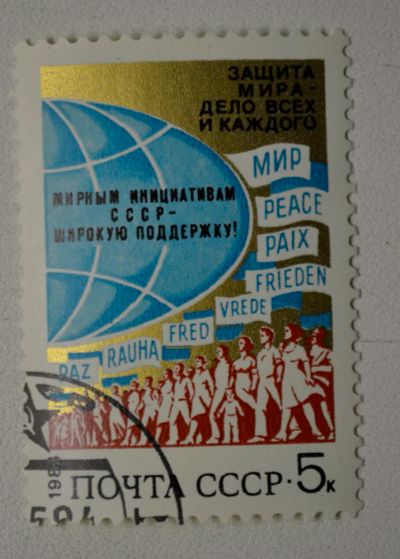 ЗАЩИТА
МИРА -
ДЕЛО ВСЕХ
И КАЖДОГО
МИР
PEACE
PAIX
FRIEDEN
VREDE
FRED
RAUHA
PAZ
МИРНЫМ ИНИЦИАТИВАМ
СССР-
ШИРОКУЮ ПОДДЕРЖКУ!
ПОЧТА СССР·5к